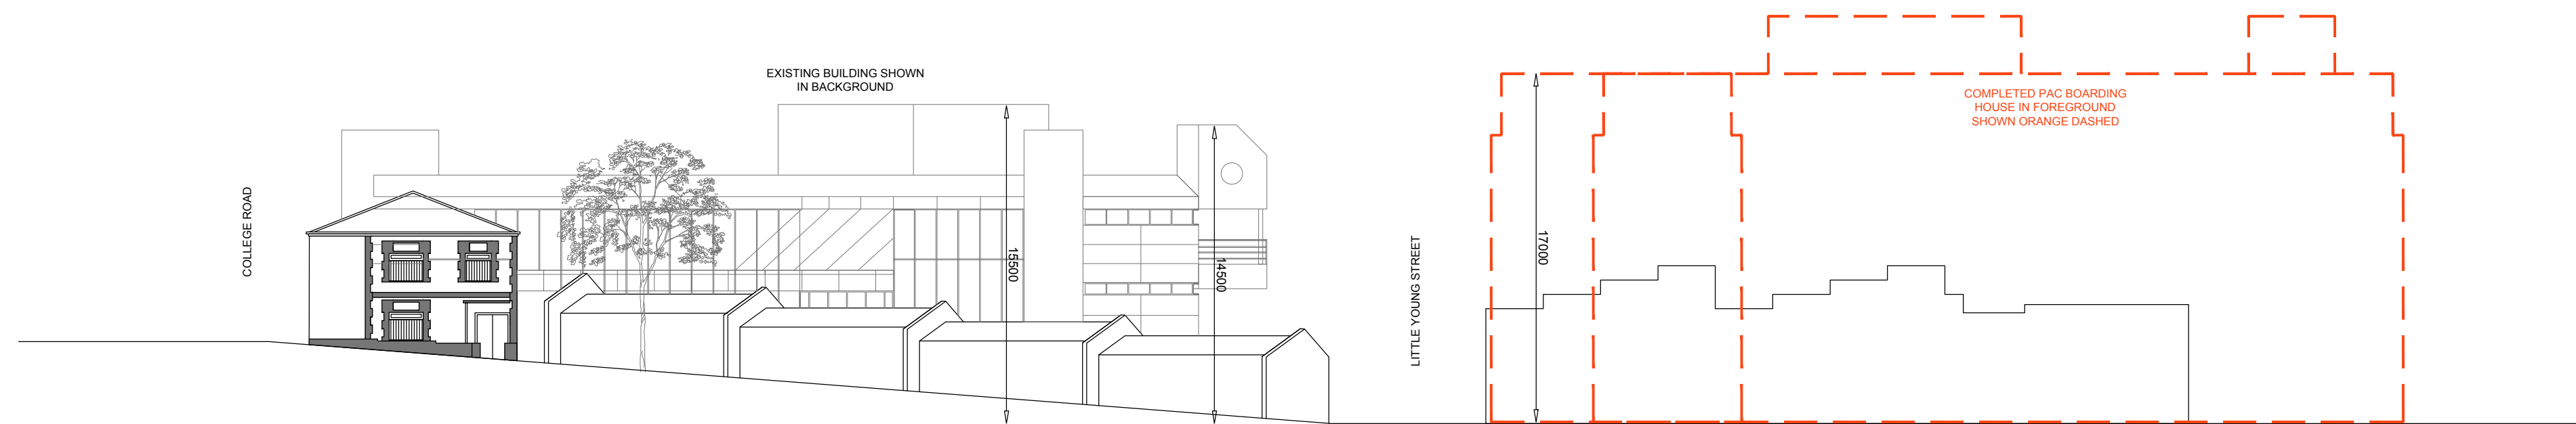 EXISTING BUILDING SHOWN
IN BACKGROUND
COLLEGE ROAD
15500
14500
LITTLE YOUNG STREET
17000
COMPLETED PAC BOARDING
HOUSE IN FOREGROUND
SHOWN ORANGE DASHED